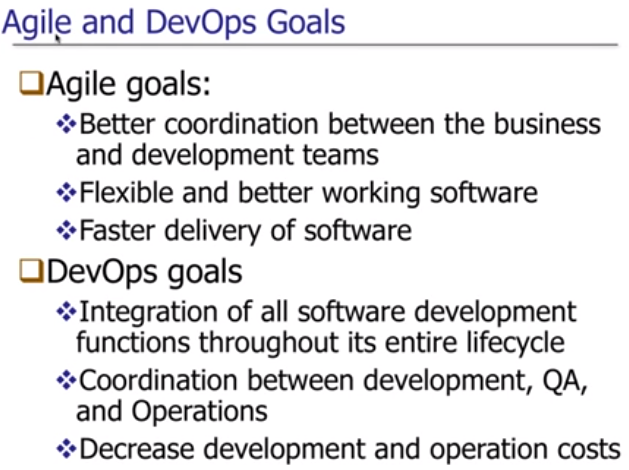 Agile and DevOps Goals
Agile goals:
Better coordination between the business
and development teams
Flexible and better working software
Faster delivery of software
DevOps goals
Integration of all software development
functions throughout its entire lifecycle
Coordination between development, QA,
and Operations
Decrease development and operation costs